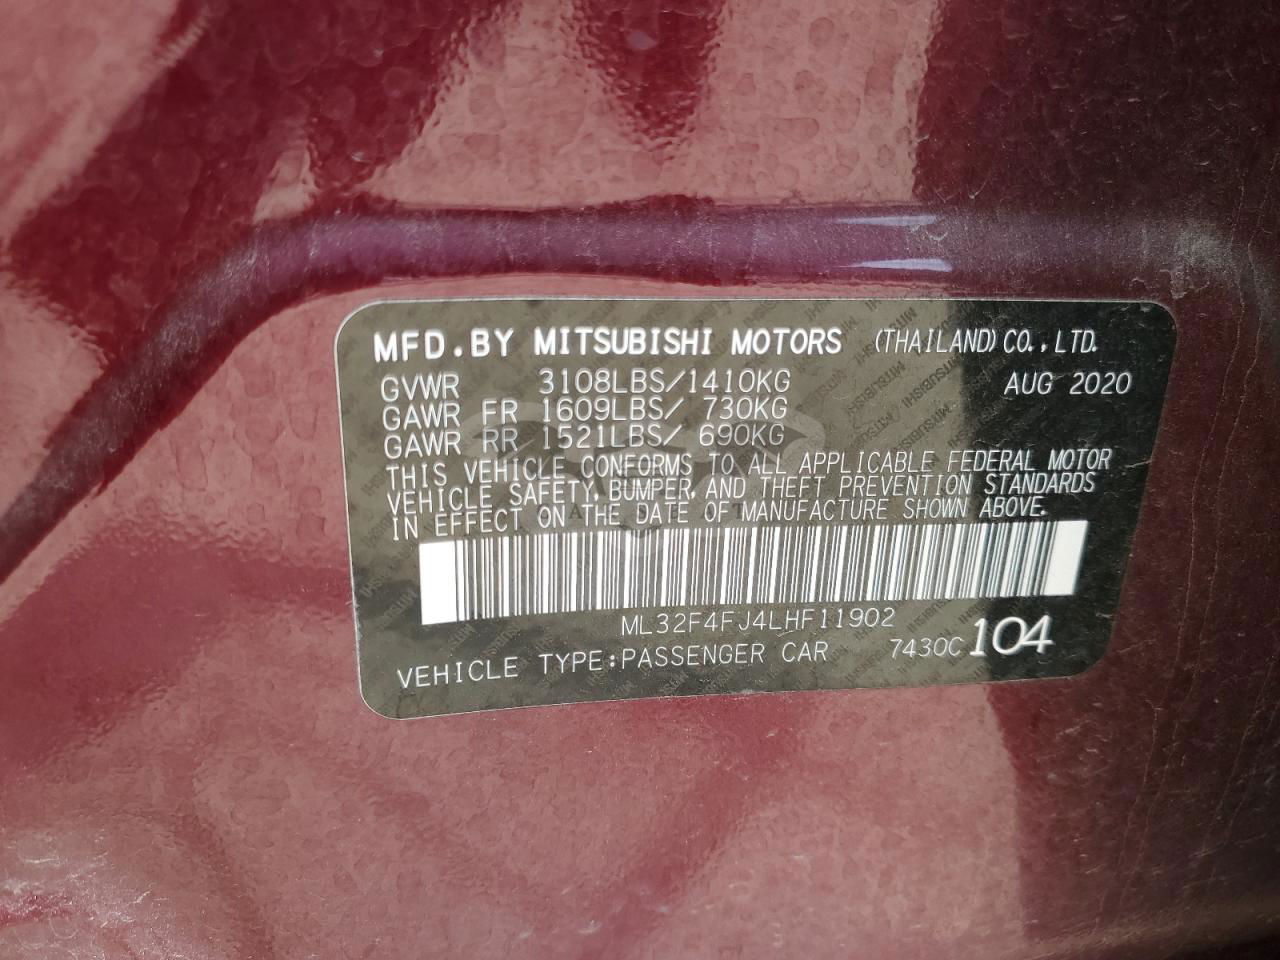 MFD.BY MITSUBISHI MOTORS (THAILAND) CO., LTD.
GVWR 3108LBS/1410KG AUG 2020
GAWR FR 1609LBS/ 730KG
GAWR RR 1521LBS/ 690KG
THIS VEHICLE CONFORMS TO ALL APPLICABLE FEDERAL MOTOR
VEHICLE SAFETY, BUMPER, AND THEFT PREVENTION STANDARDS
IN EFFECT ON THE DATE OF MANUFACTURE SHOWN ABOVE.
ML32F4FJ4LHF11902
VEHICLE TYPE:PASSENGER CAR 7430C 104